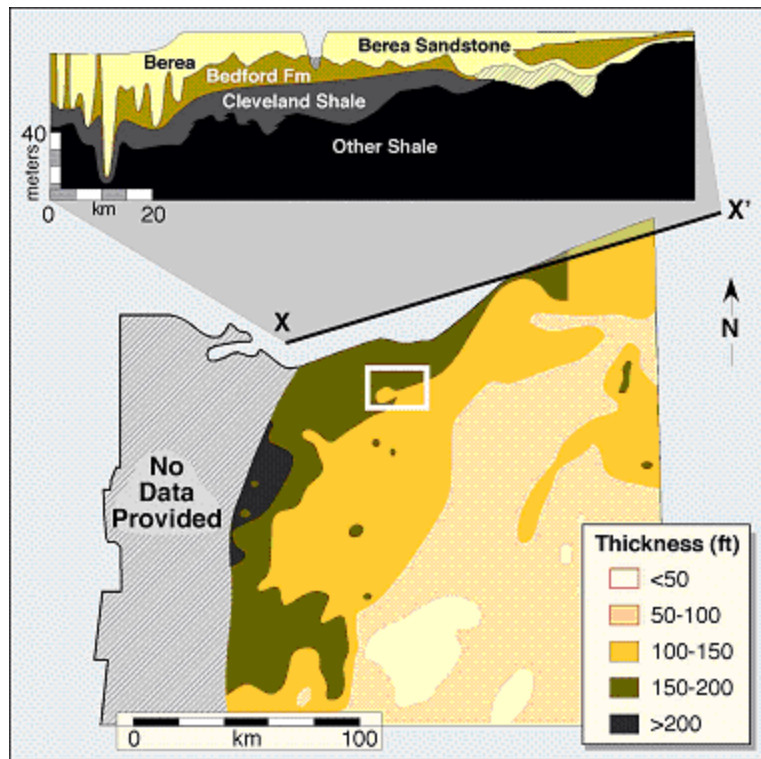 Berea Sandstone
Berea
Bedford Fm
Cleveland Shale
Other Shale
40
meters
0 km 20
X'
X
N
No
Data
Provided
Thickness (ft)
<50
50-100
100-150
150-200
>200
0 km 100